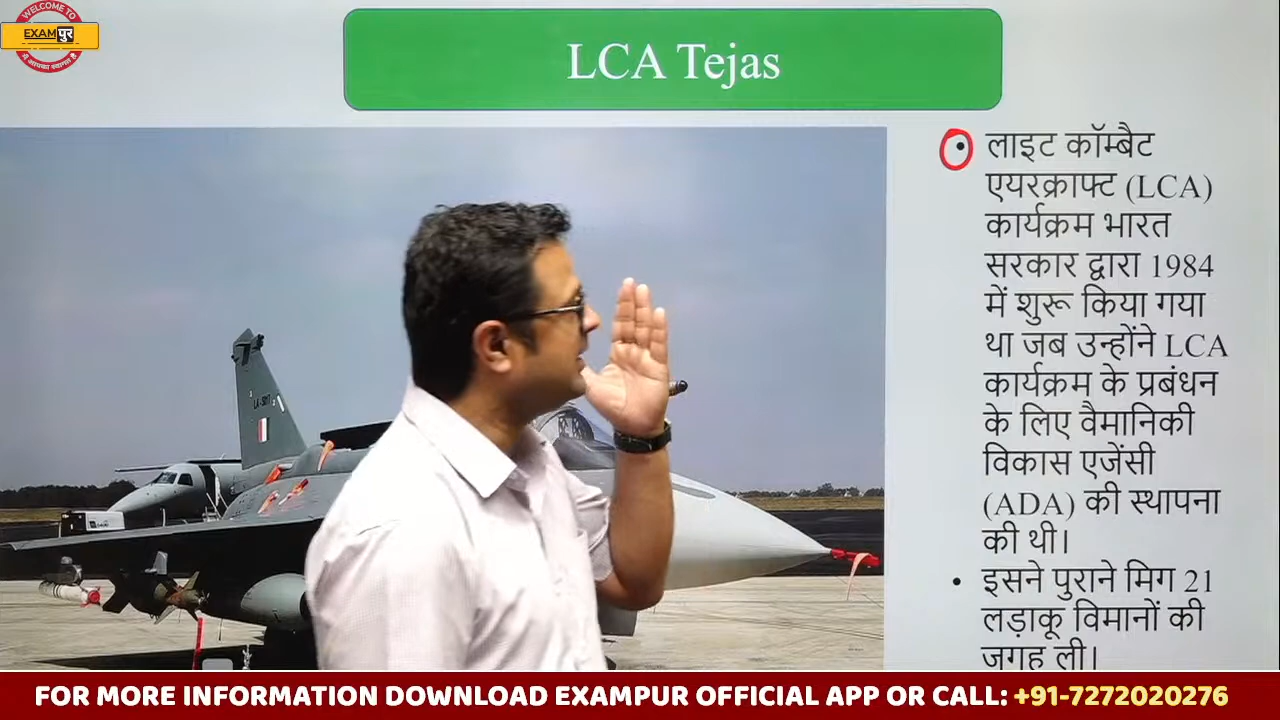 WELCOME TO
EXAMपुर
में आपका स्वागत है
LCA Tejas
• लाइट कॉम्बैट
एयरक्राफ्ट (LCA)
कार्यक्रम भारत
सरकार द्वारा 1984
में शुरू किया गया
था जब उन्होंने LCA
कार्यक्रम के प्रबंधन
के लिए वैमानिकी
विकास एजेंसी
(ADA) की स्थापना
की थी।
• इसने पुराने मिग 21
लड़ाकू विमानों की
जगह ली।
FOR MORE INFORMATION DOWNLOAD EXAMPUR OFFICIAL APP OR CALL: +91-7272020276